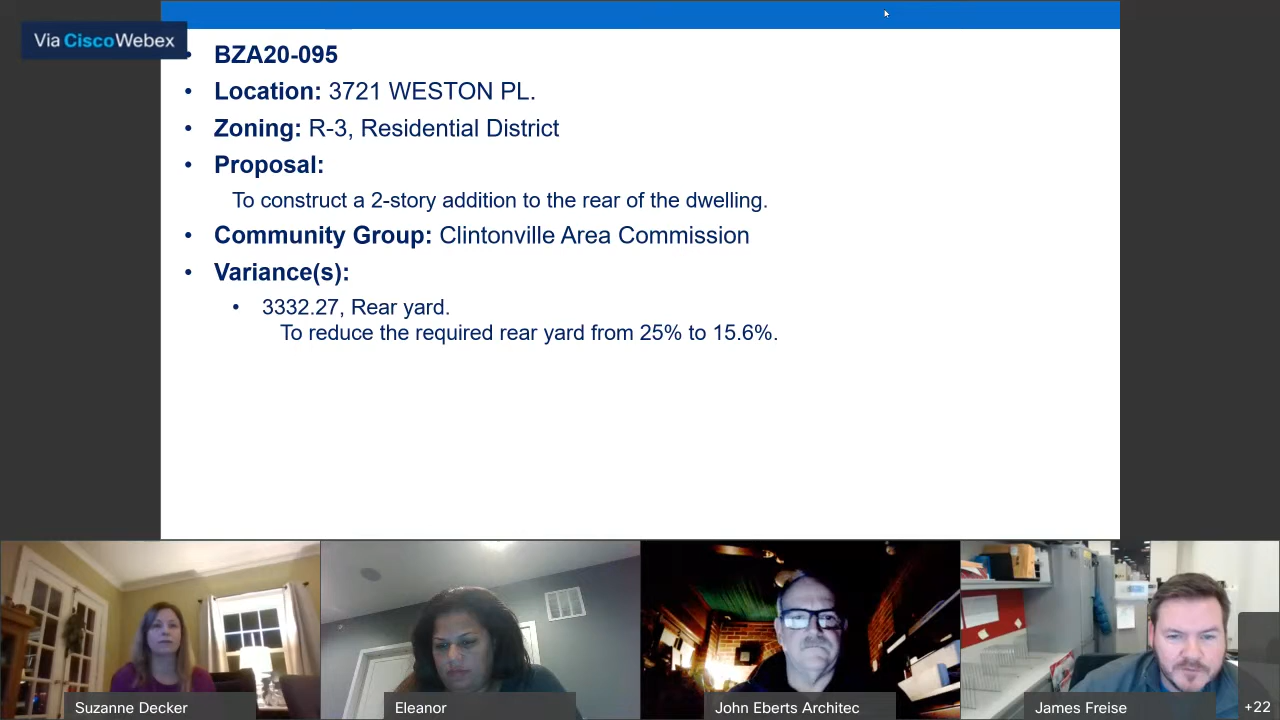 Via CiscoWebex
BZA20-095
Location: 3721 WESTON PL.
Zoning: R-3, Residential District
Proposal:
To construct a 2-story addition to the rear of the dwelling.
Community Group: Clintonville Area Commission
Variance(s):
3332.27, Rear yard.
To reduce the required rear yard from 25% to 15.6%.
Suzanne Decker
Eleanor
John Eberts Architec
James Freise
+22